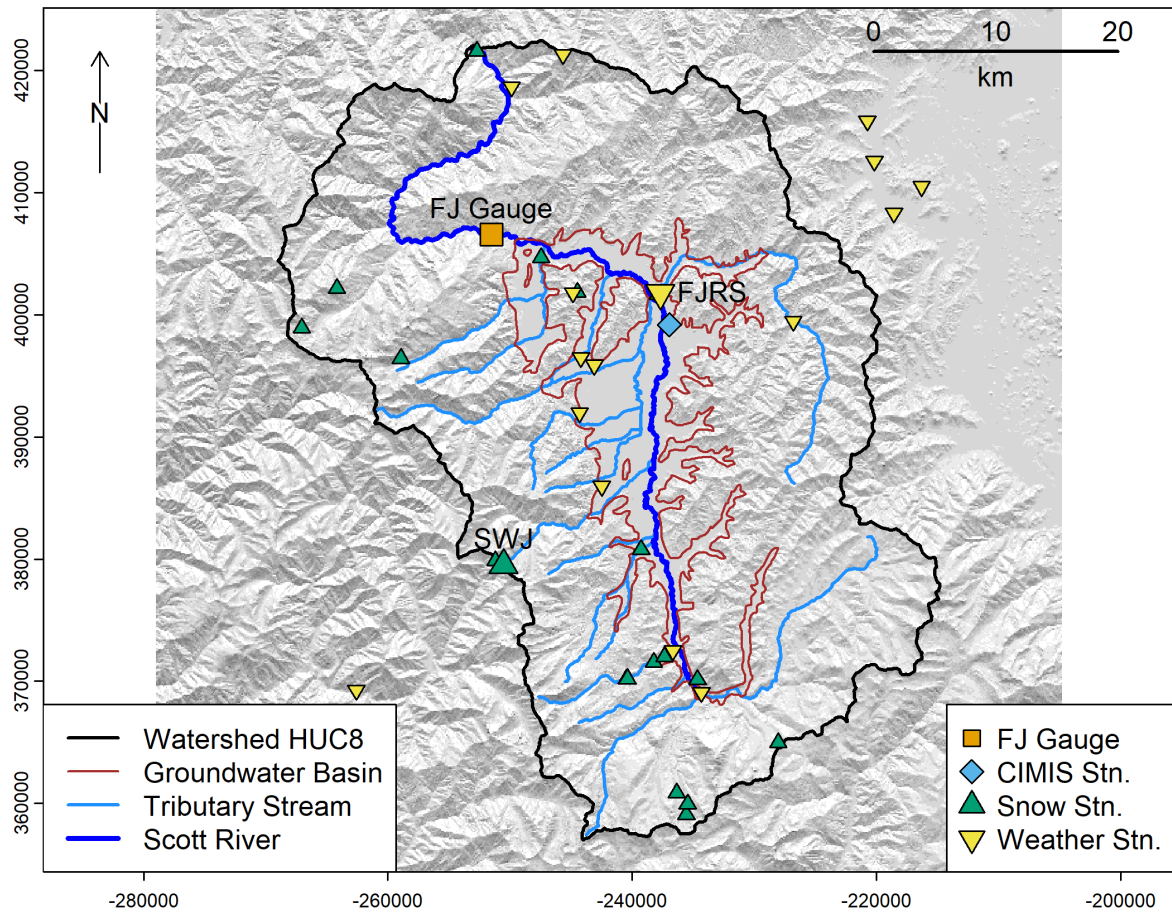 0 10 20
km
N
420000
410000
400000
390000
380000
370000
360000
FJ Gauge
FJRS
SWJ
Watershed HUC8
Groundwater Basin
Tributary Stream
Scott River
FJ Gauge
CIMIS Stn.
Snow Stn.
Weather Stn.
-280000 -260000 -240000 -220000 -200000